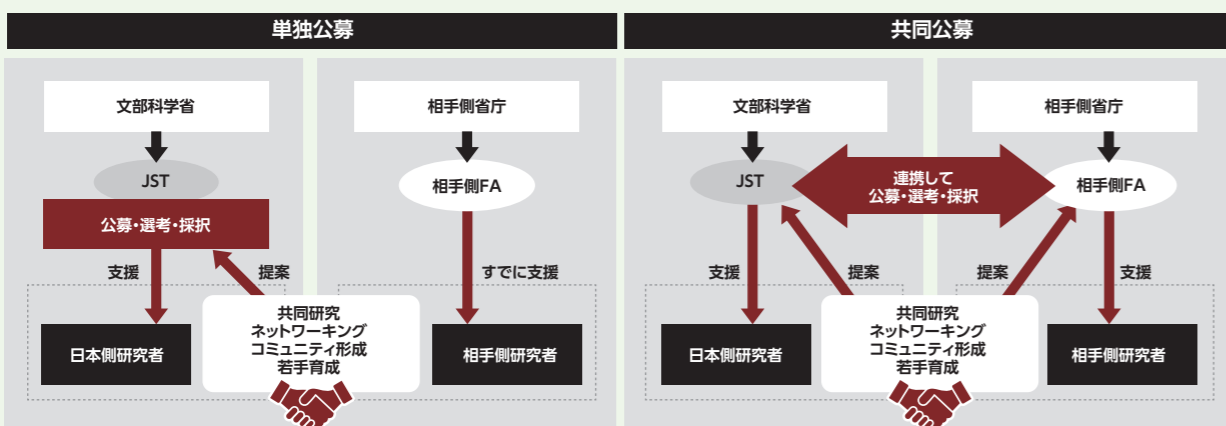 単独公募
文部科学省
相手側省庁
JST
相手側FA
公募・選考・採択
支援
提案
すでに支援
共同研究
ネットワーキング
コミュニティ形成
若手育成
日本側研究者
相手側研究者
共同公募
文部科学省
相手側省庁
JST
連携して
公募・選考・採択
相手側FA
支援
提案
提案
支援
共同研究
ネットワーキング
コミュニティ形成
若手育成
日本側研究者
相手側研究者